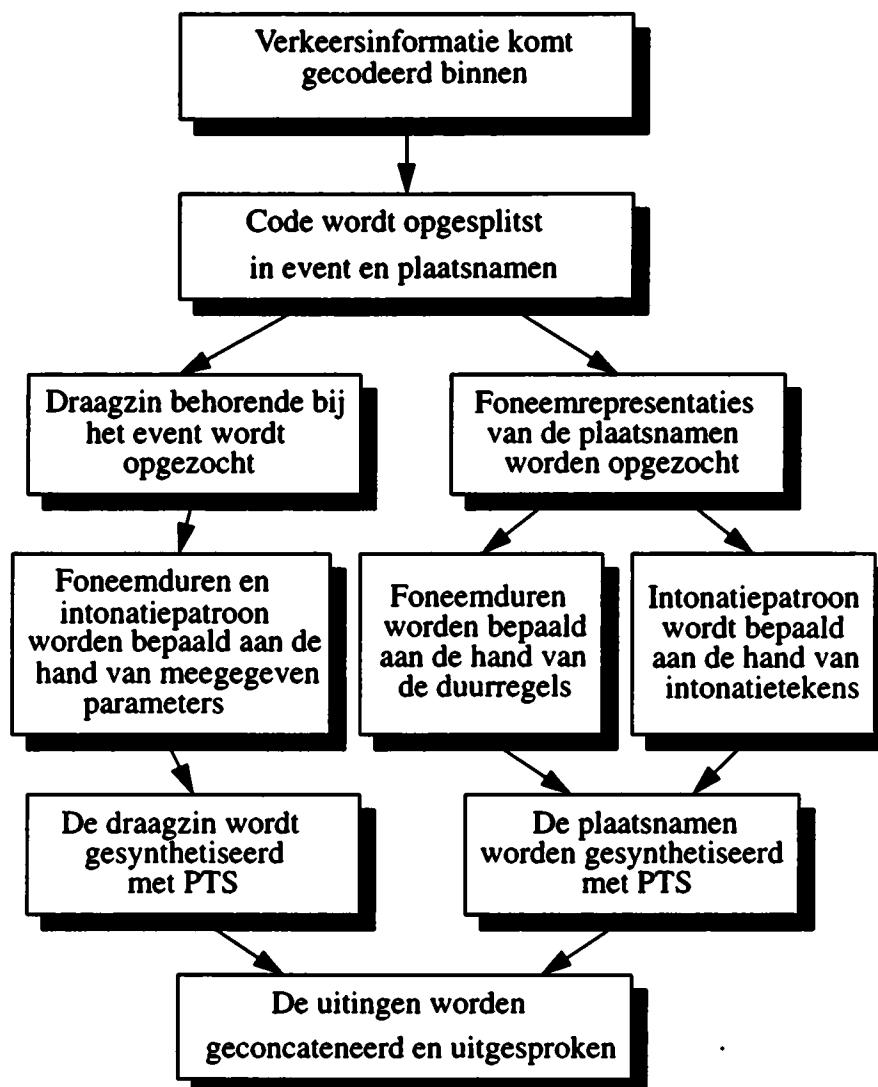 Verkeersinformatie komt
gecodeerd binnen
Code wordt opgesplitst
in event en plaatsnamen
Draagzin behorende bij
het event wordt
opgezocht
Foneemrepresentaties
van de plaatsnamen
worden opgezocht
Foneemduren en
intonatiepatroon
worden bepaald aan de
hand van meegegeven
parameters
Foneemduren
worden bepaald
aan de hand van
de duurregels
Intonatiepatroon
wordt bepaald
aan de hand van
intonatietekens
De draagzin wordt
gesynthetiseerd
met PTS
De plaatsnamen
worden gesynthetiseerd
met PTS
De uitingen worden
geconcateneerd en uitgesproken